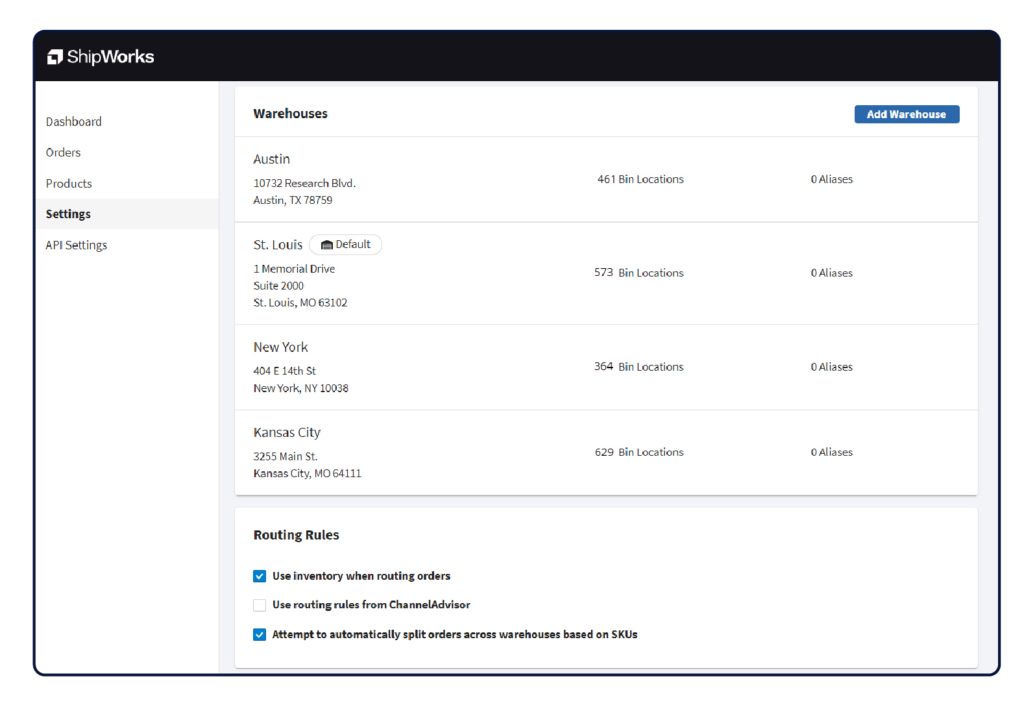 ShipWorks
Dashboard
Orders
Products
Settings
API Settings
Warehouses
Add Warehouse
Austin
10732 Research Blvd.
Austin, TX 78759
461 Bin Locations
0 Aliases
St. Louis
Default
1 Memorial Drive
Suite 2000
St. Louis, MO 63102
573 Bin Locations
0 Aliases
New York
404 E 14th St
New York, NY 10038
364 Bin Locations
0 Aliases
Kansas City
3255 Main St.
Kansas City, MO 64111
629 Bin Locations
0 Aliases
Routing Rules
Use inventory when routing orders
Use routing rules from ChannelAdvisor
Attempt to automatically split orders across warehouses based on SKUs